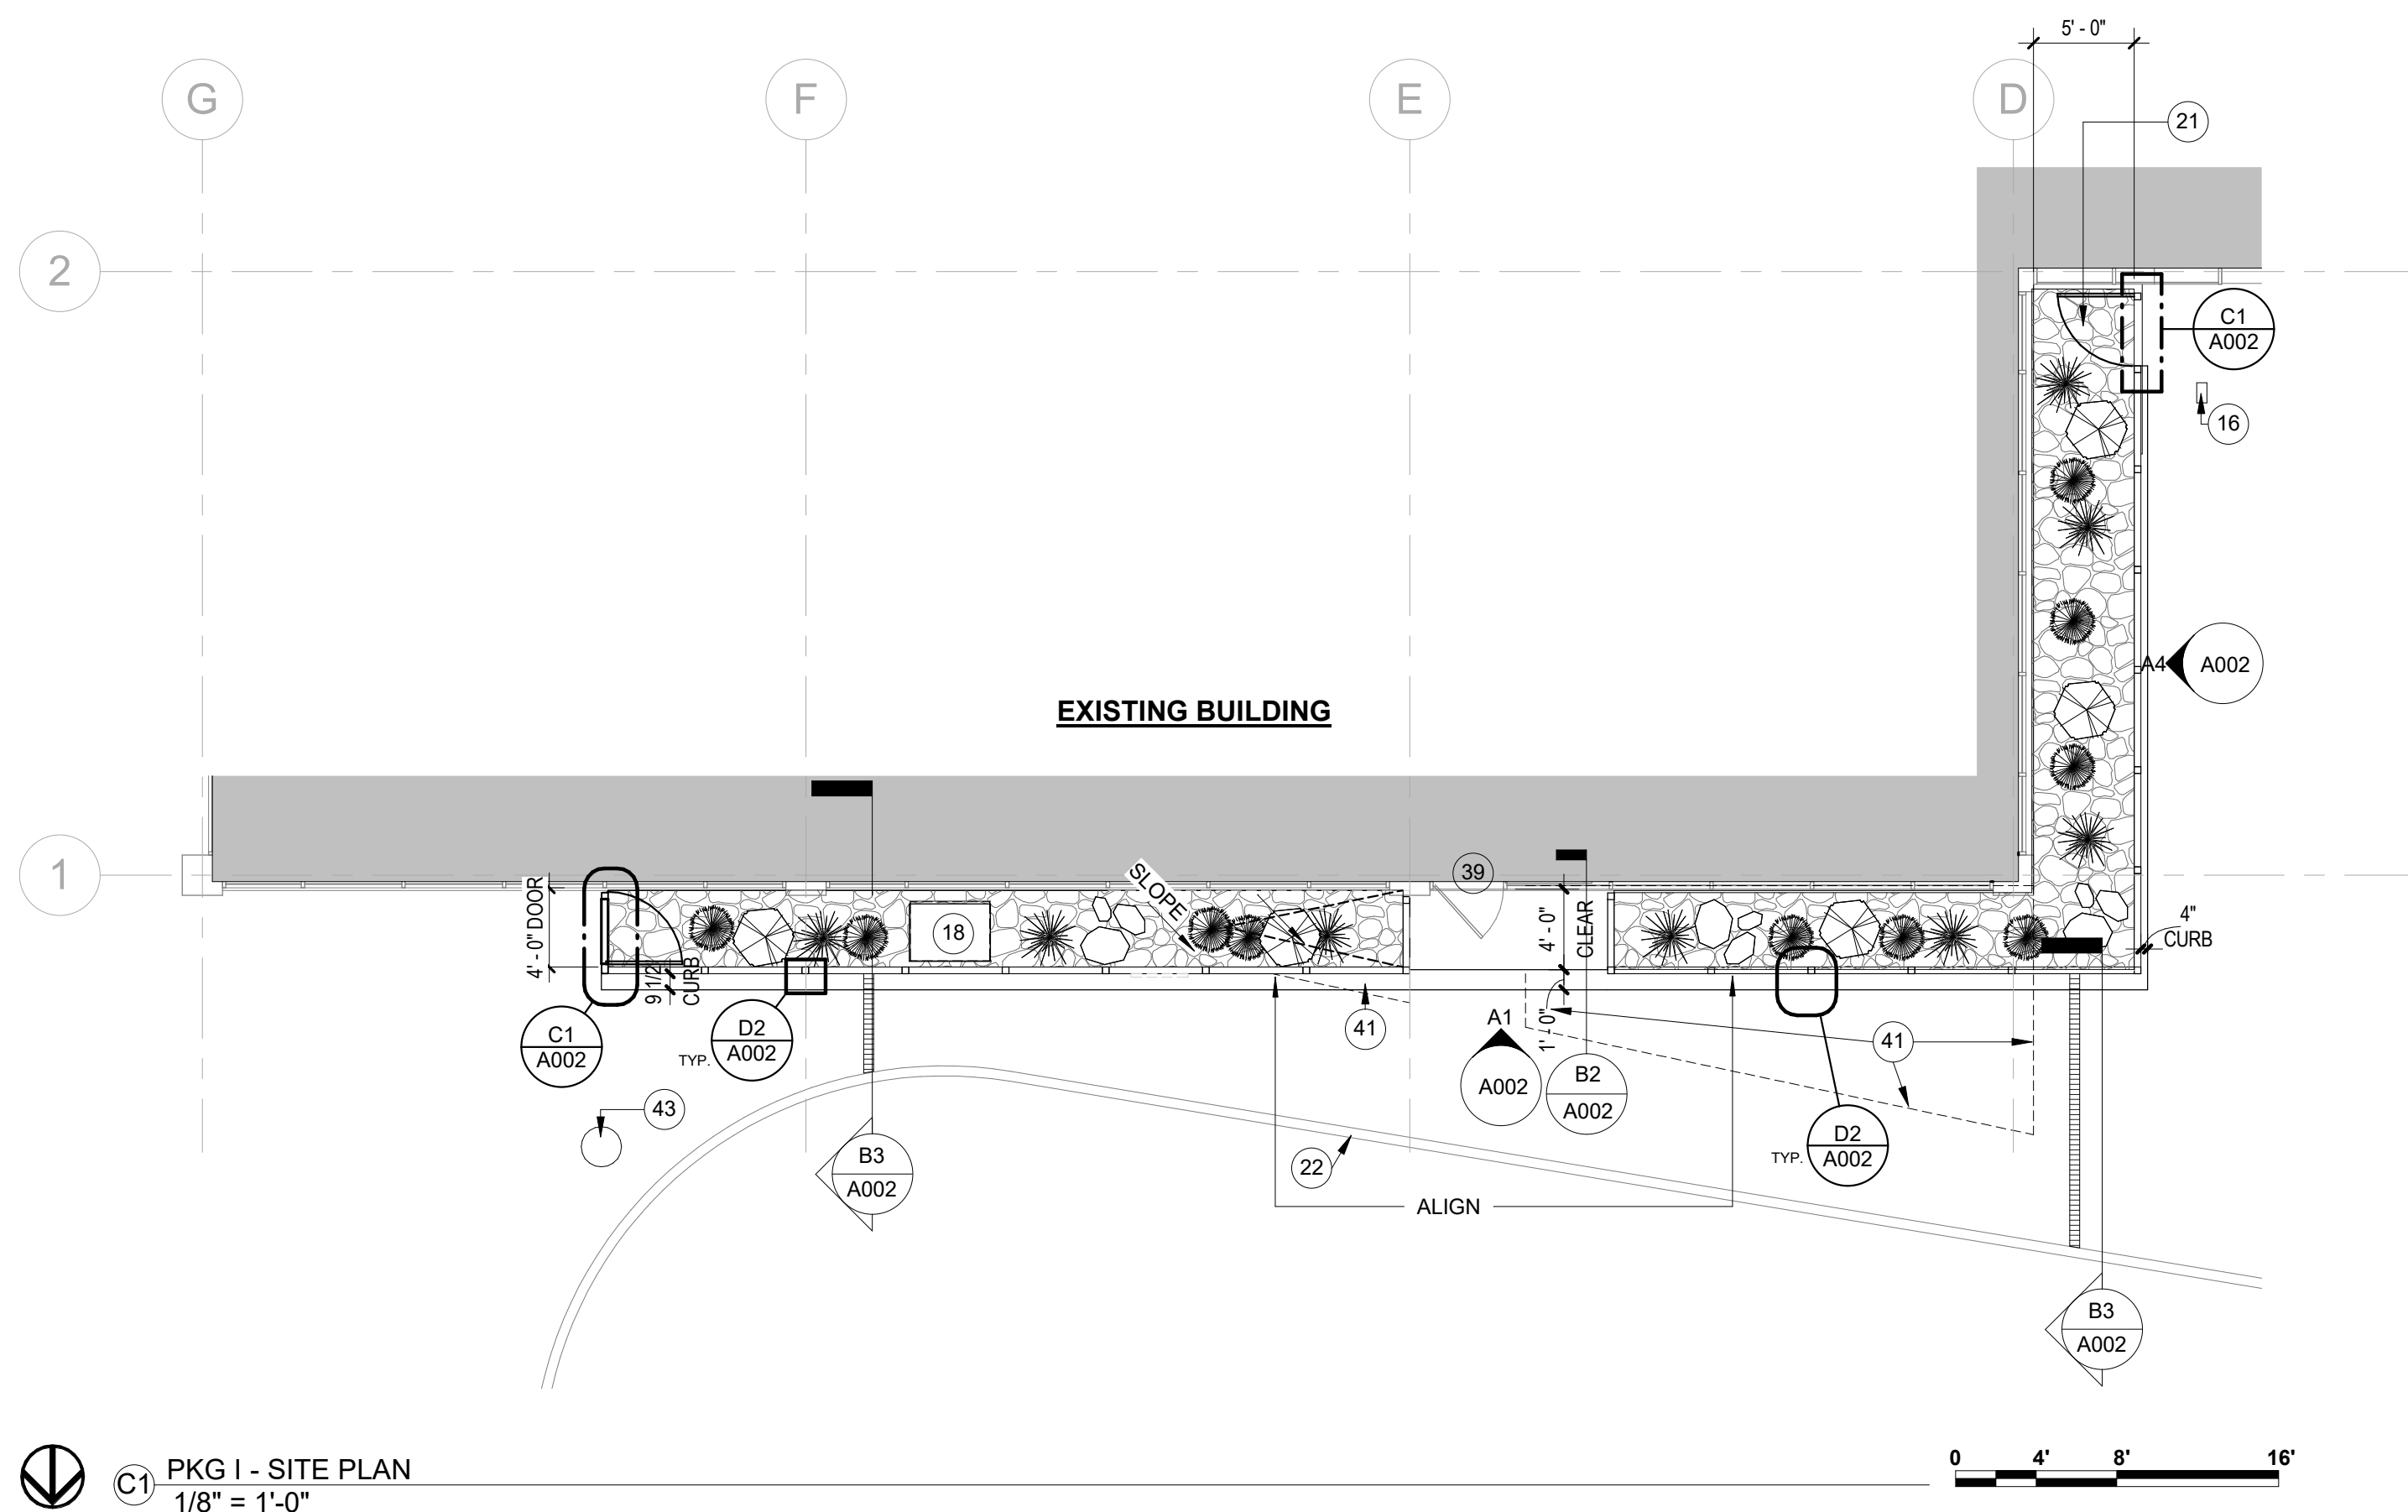 5' - 0"
G
F
E
D
21
2
C1
A002
16
A4
A002
EXISTING BUILDING
1
4' - 0" DOOR
9 1/2"
CURB
18
SLOPE
39
4' - 0"
CLEAR
1' - 0"
4"
CURB
C1
A002
D2
A002
TYP.
41
A1
A002
B2
A002
41
43
B3
A002
22
D2
A002
TYP.
ALIGN
B3
A002
C1
PKG I - SITE PLAN
1/8" = 1'-0"
0 4' 8' 16'